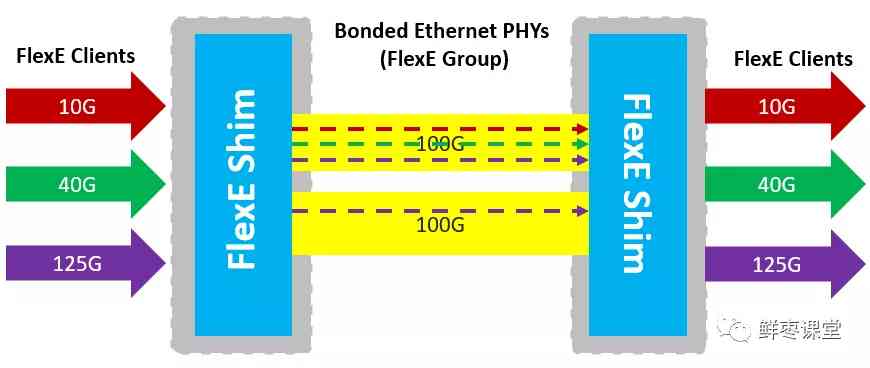 Bonded Ethernet PHYs
(FlexE Group)
FlexE Clients
FlexE Clients
10G
40G
125G
FlexE Shim
100G
100G
FlexE Shim
10G
40G
125G
鲜枣课堂